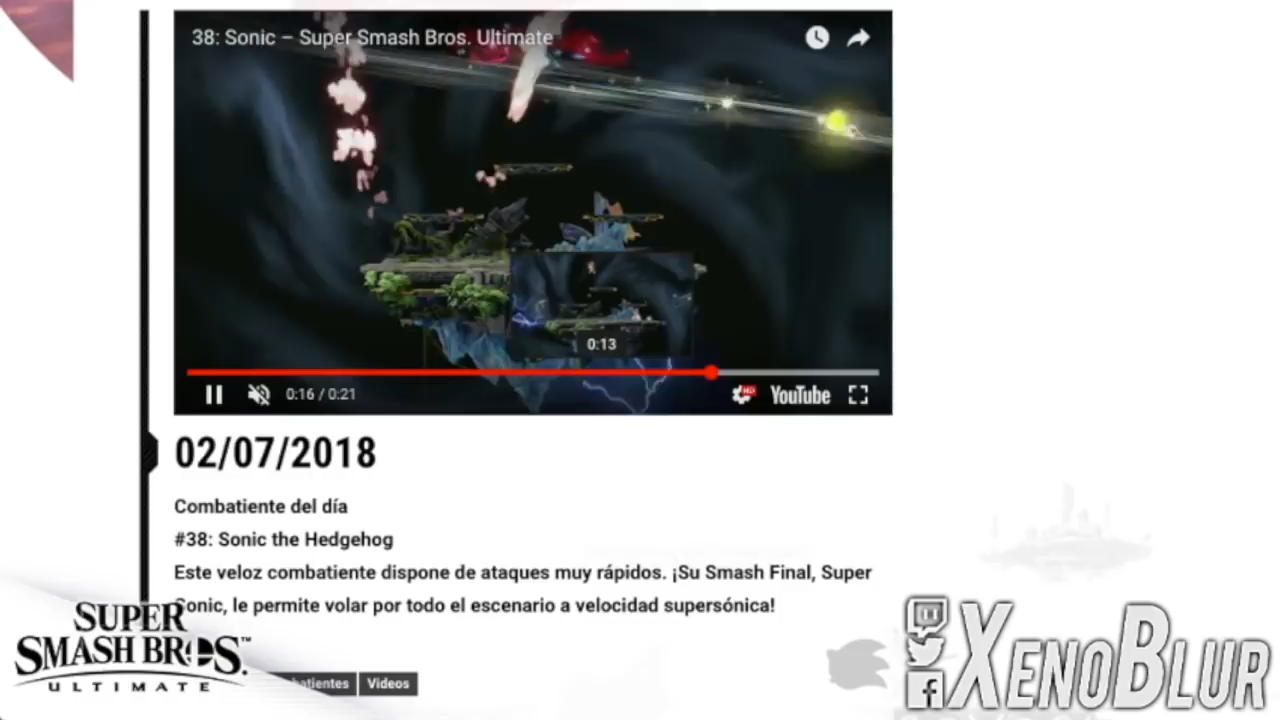 38: Sonic – Super Smash Bros. Ultimate
0:13
0:16 / 0:21
HD
YouTube
02/07/2018
Combatiente del día
#38: Sonic the Hedgehog
Este veloz combatiente dispone de ataques muy rápidos. ¡Su Smash Final, Super
Sonic, le permite volar por todo el escenario a velocidad supersónica!
SUPER
SMASH BROS.™
ULTIMATE
Videos
XENOBLUR